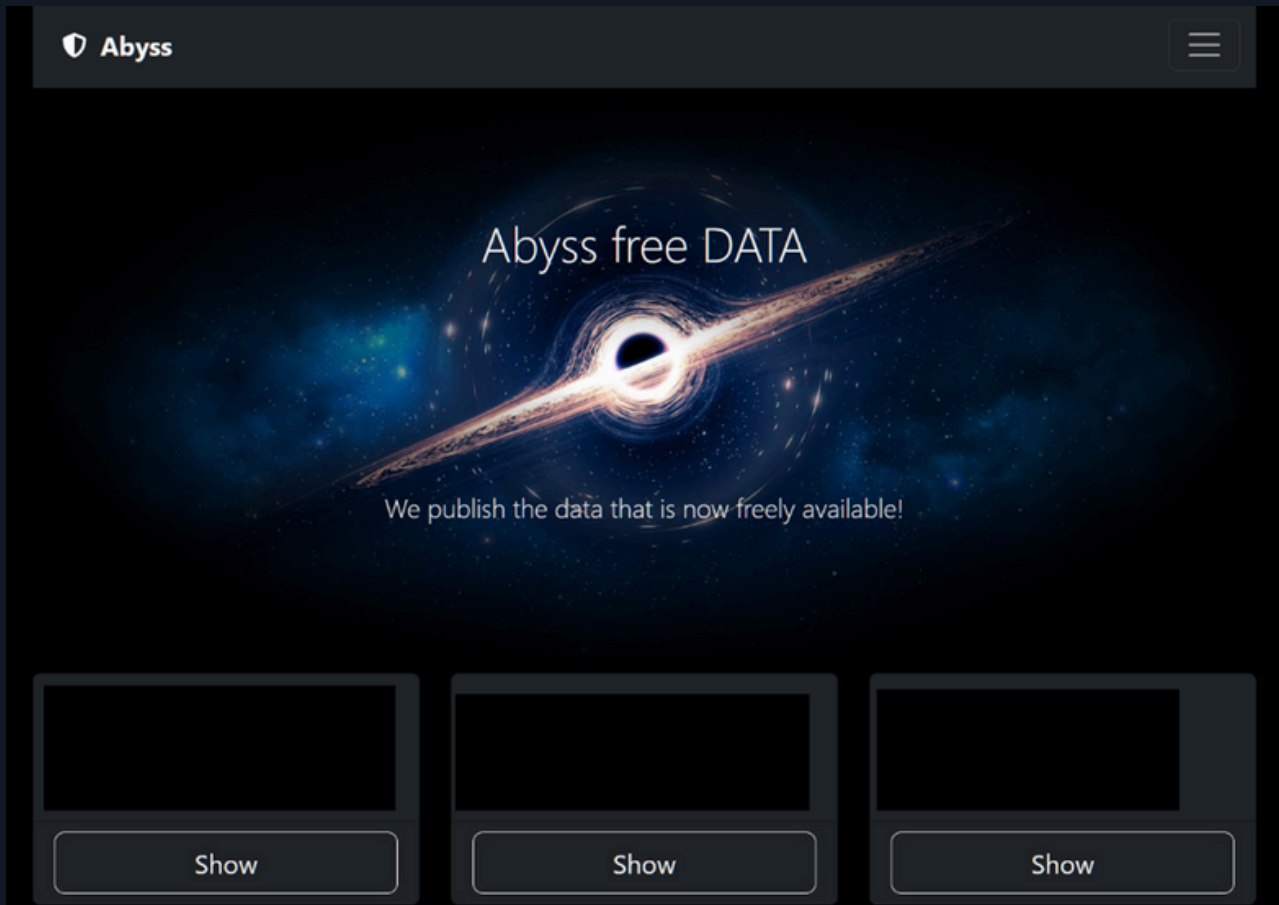 Abyss
Abyss free DATA
We publish the data that is now freely available!
Show
Show
Show